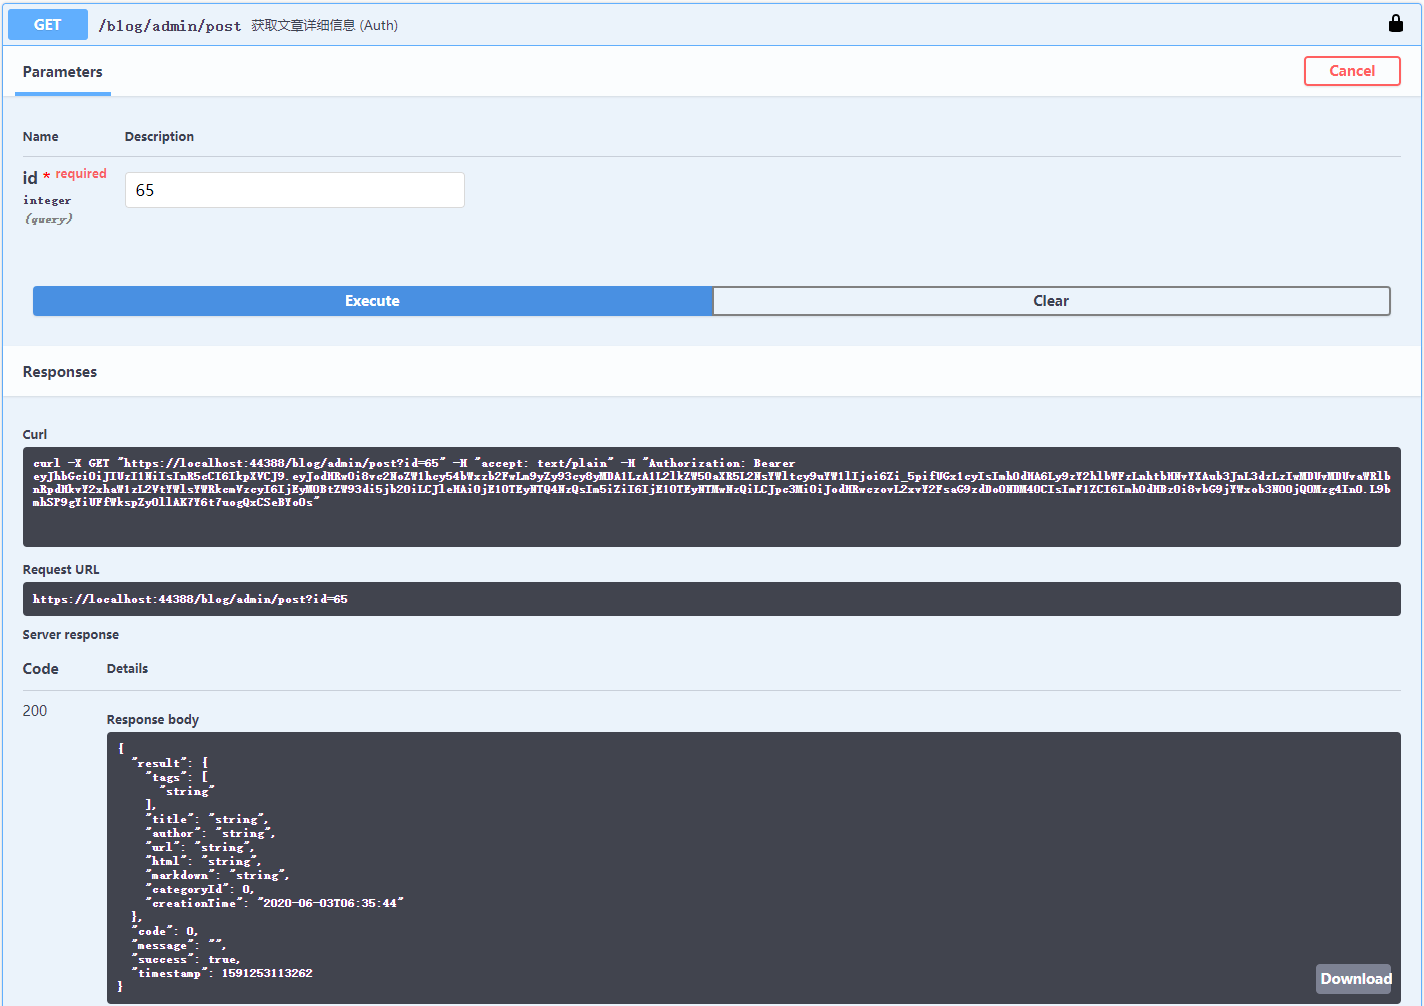 GET /blog/admin/post 获取文章详细信息 (Auth)
Parameters
Cancel
Name Description
id * required
integer
(query)
65
Execute
Clear
Responses
Curl
curl -X GET "https://localhost:44388/blog/admin/post?id=65" -H "accept: text/plain" -H "Authorization: Bearer
Request URL
https://localhost:44388/blog/admin/post?id=65
Server response
Code Details
200
Response body
{
"result": {
"tags": [
"string"
],
"title": "string",
"author": "string",
"url": "string",
"html": "string",
"markdown": "string",
"categoryId": 0,
"creationTime": "2020-06-03T06:35:44"
},
"code": 0,
"message": "",
"success": true,
"timestamp": 1591253113262
}
Download